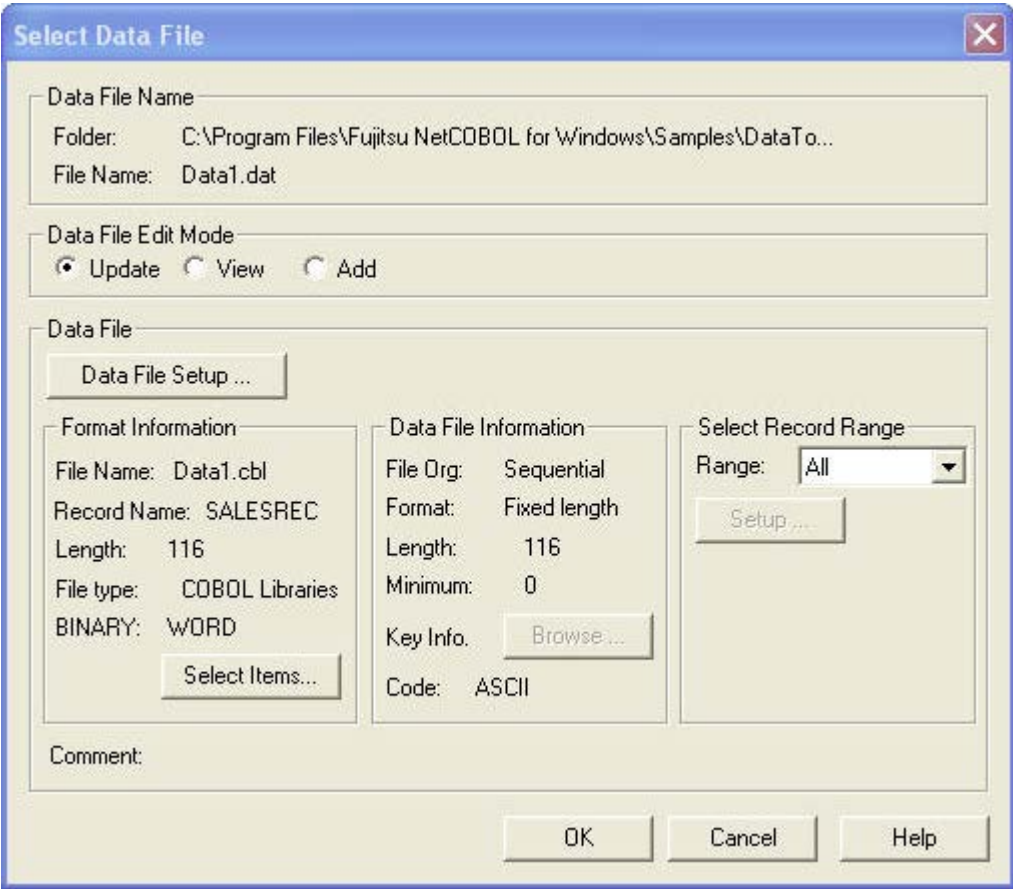 Select Data File
Data File Name
Folder: C:\Program Files\Fujitsu NetCOBOL for Windows\Samples\DataTo...
File Name: Data1.dat
Data File Edit Mode
Update View Add
Data File
Data File Setup ...
Format Information
File Name: Data1.cbl
Record Name: SALESREC
Length: 116
File type: COBOL Libraries
BINARY: WORD
Select Items...
Data File Information
File Org: Sequential
Format: Fixed length
Length: 116
Minimum: 0
Key Info. Browse ...
Code: ASCII
Select Record Range
Range: All
Setup ...
Comment:
OK Cancel Help